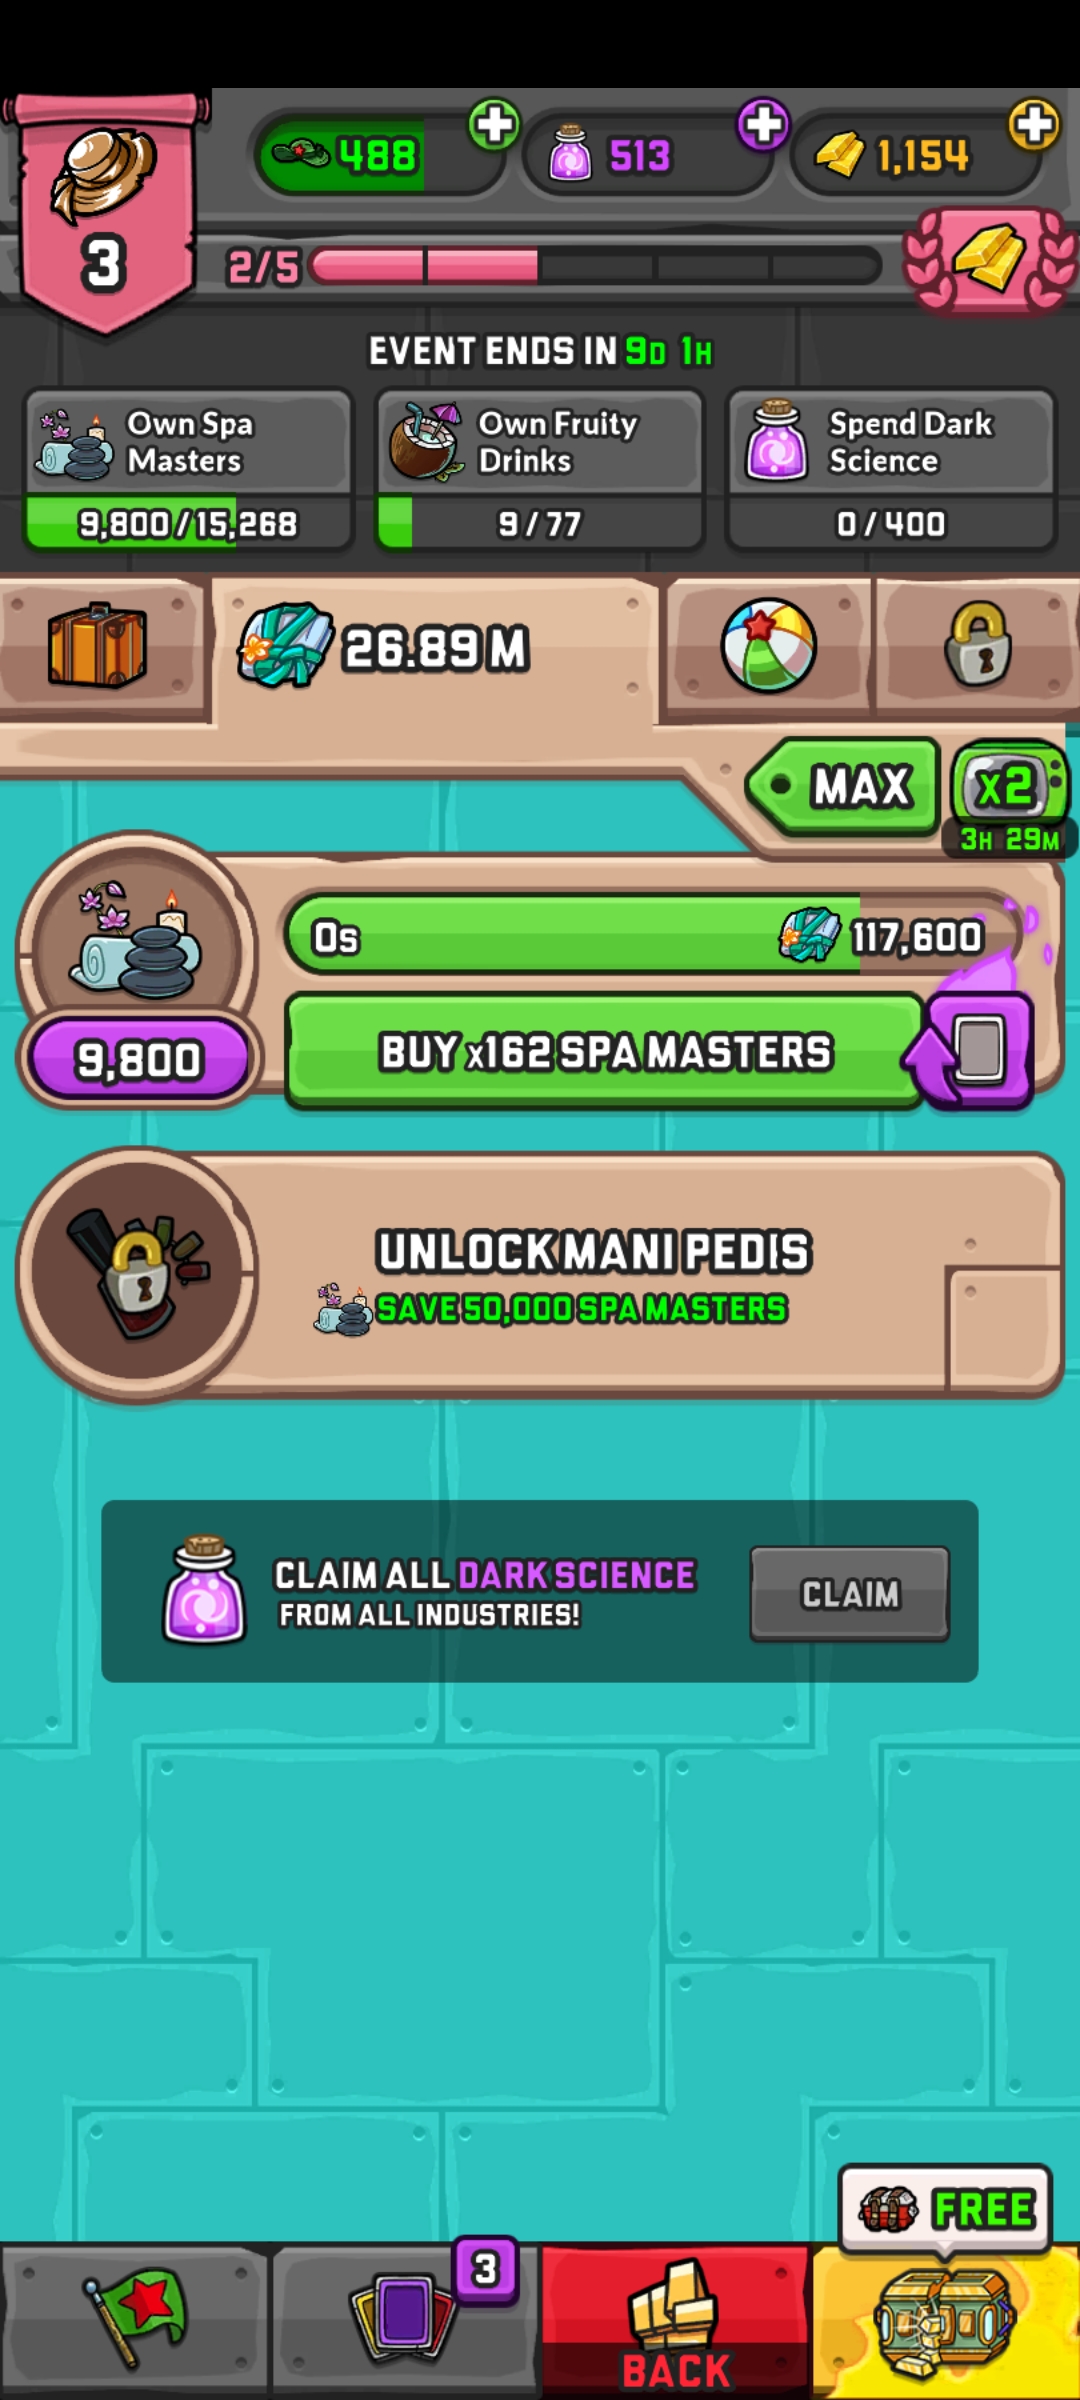 488
513
1,154
3
2/5
EVENT ENDS IN 9D 1H
Own Spa
Masters
9,800/15,268
Own Fruity
Drinks
9/77
Spend Dark
Science
0/400
26.89 M
MAX
x2
3H 29M
0s
117,600
9,800
BUY x162 SPA MASTERS
UNLOCK MANI PEDIS
SAVE 50,000 SPA MASTERS
CLAIM ALL DARK SCIENCE
FROM ALL INDUSTRIES!
CLAIM
FREE
3
BACK